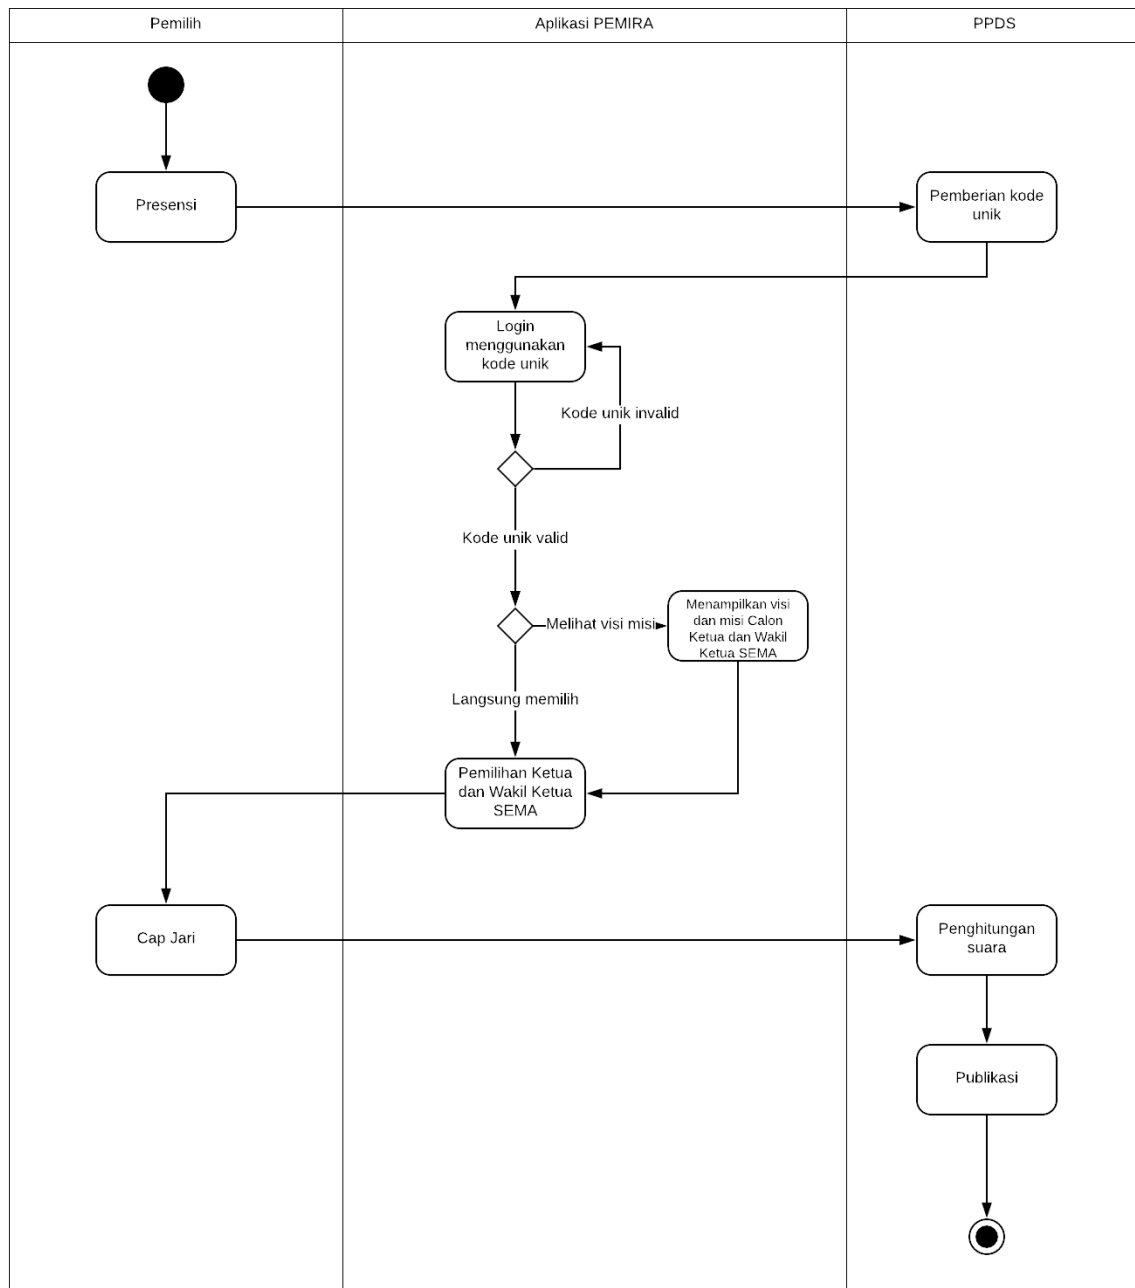 Pemilih
Aplikasi PEMIRA
PPDS
Presensi
Pemberian kode
unik
Login
menggunakan
kode unik
Kode unik invalid
Kode unik valid
Melihat visi misi
Menampilkan visi
dan misi Calon
Ketua dan Wakil
Ketua SEMA
Langsung memilih
Pemilihan Ketua
dan Wakil Ketua
SEMA
Cap Jari
Penghitungan
suara
Publikasi